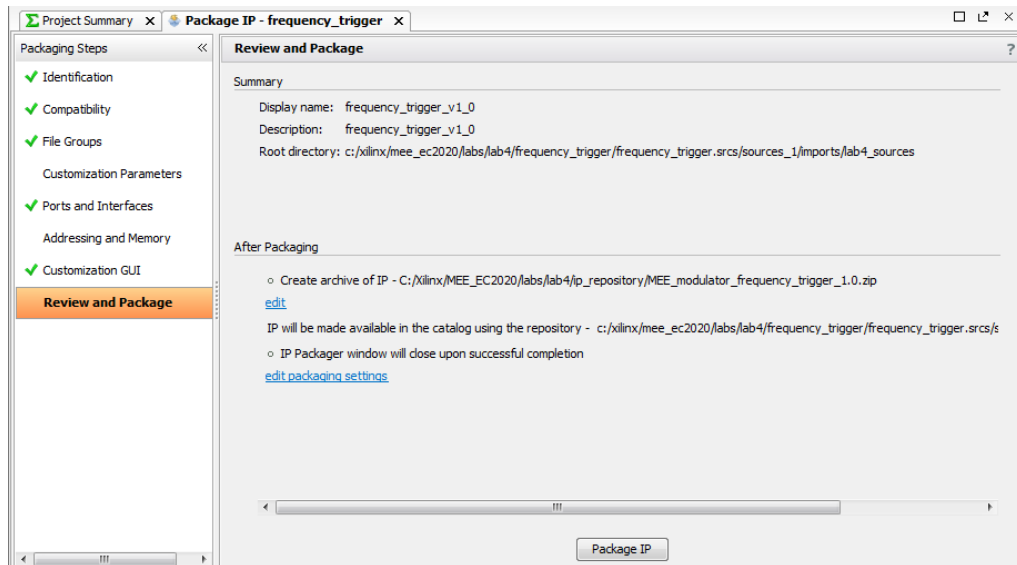 Project Summary
Package IP - frequency_trigger
Packaging Steps
Identification
Compatibility
File Groups
Customization Parameters
Ports and Interfaces
Addressing and Memory
Customization GUI
Review and Package
Review and Package
?
Summary
Display name: frequency_trigger_v1_0
Description: frequency_trigger_v1_0
Root directory: c:/xilinx/mee_ec2020/labs/lab4/frequency_trigger/frequency_trigger.srcs/sources_1/imports/lab4_sources
After Packaging
Create archive of IP - C:/Xilinx/MEE_EC2020/labs/lab4/ip_repository/MEE_modulator_frequency_trigger_1.0.zip
edit
IP will be made available in the catalog using the repository - c:/xilinx/mee_ec2020/labs/lab4/frequency_trigger/frequency_trigger.srcs/s
IP Packager window will close upon successful completion
edit packaging settings
Package IP